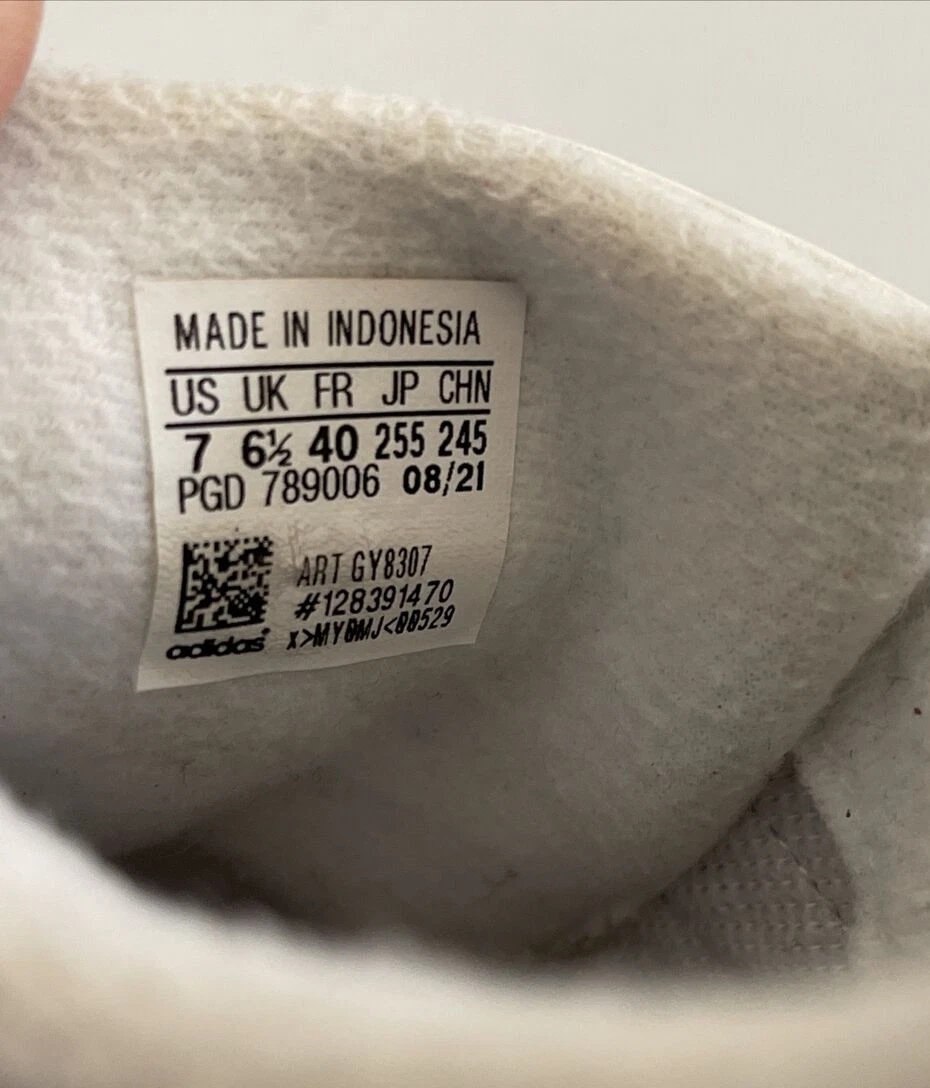 MADE IN INDONESIA
US UK FR JP CHN
7 6½ 40 255 245
PGD 789006 08/21
ART GY8307
#128391470
adidas